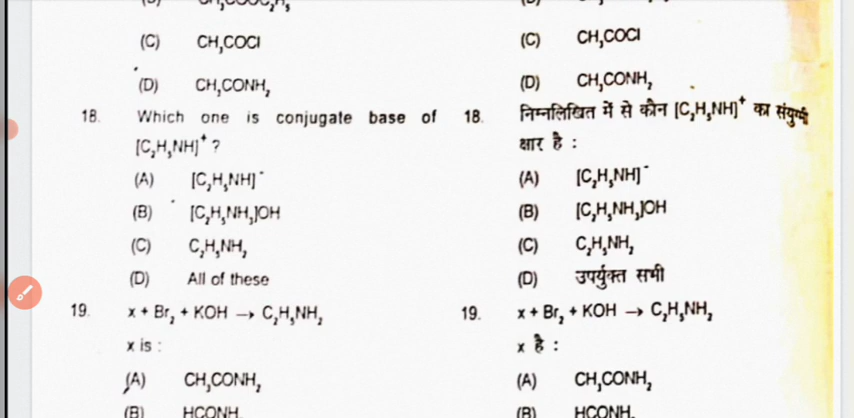 (C) CH₃COCl
(D) CH₃CONH₂
18. Which one is conjugate base of
[C₂H₅NH]⁺ ?
(A) [C₂H₅NH]⁻
(B) [C₂H₅NH₃]OH
(C) C₂H₅NH₂
(D) All of these
19. x + Br₂ + KOH → C₂H₅NH₂
x is :
(A) CH₃CONH₂
(B) HCONH₂
(C) CH₃COCl
(D) CH₃CONH₂
18. निम्नलिखित में से कौन [C₂H₅NH]⁺ का संयुग्मी
क्षार है :
(A) [C₂H₅NH]⁻
(B) [C₂H₅NH₃]OH
(C) C₂H₅NH₂
(D) उपर्युक्त सभी
19. x + Br₂ + KOH → C₂H₅NH₂
x है :
(A) CH₃CONH₂
(B) HCONH₂